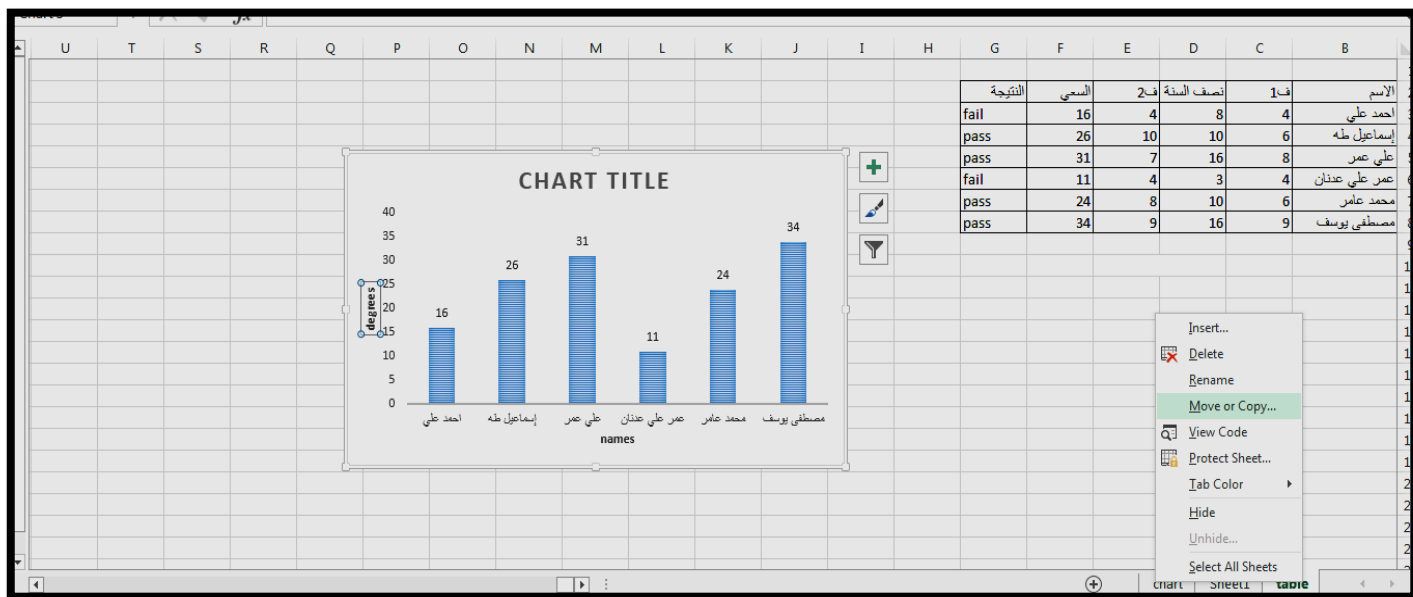 U T S R Q P O N M L K J I H G F E D C B
الاسم ف1 نصف السنة ف2 السعي النتيجة
احمد علي 4 8 4 16 fail
إسماعيل طه 6 10 10 26 pass
علي عمر 8 16 7 31 pass
عمر علي عدنان 4 3 4 11 fail
محمد عامر 6 10 8 24 pass
مصطفى يوسف 9 16 9 34 pass
CHART TITLE
40
35
30
25
20
15
10
5
0
degrees
16 26 31 11 24 34
احمد علي
إسماعيل طه
علي عمر
عمر علي عدنان
محمد عامر
مصطفى يوسف
names
Insert...
Delete
Rename
Move or Copy...
View Code
Protect Sheet...
Tab Color
Hide
Unhide...
Select All Sheets
chart Sheet1 table